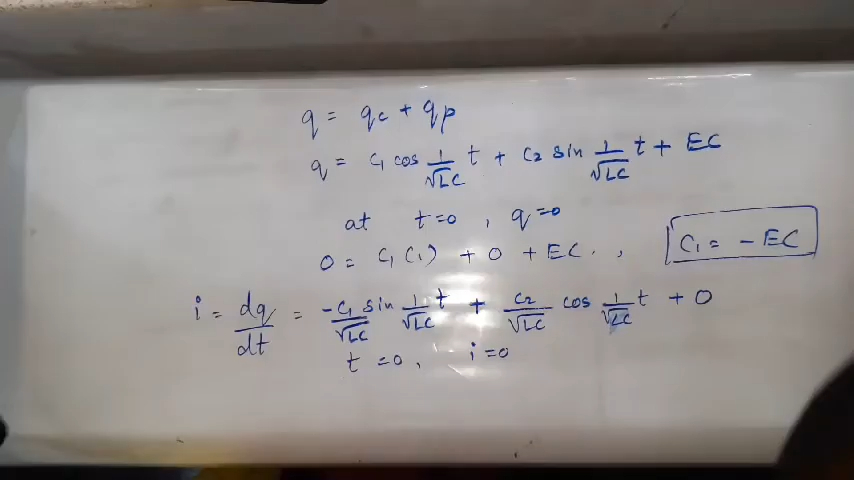 q = qc + qp
q = C1 cos 1/√LC t + C2 sin 1/√LC t + EC
at t=0 , q=0
0 = C1 (1) + 0 + EC . , C1 = - EC
i = dq/dt = -C1/√LC sin 1/√LC t + C2/√LC cos 1/√LC t + 0
t =0 , i =0